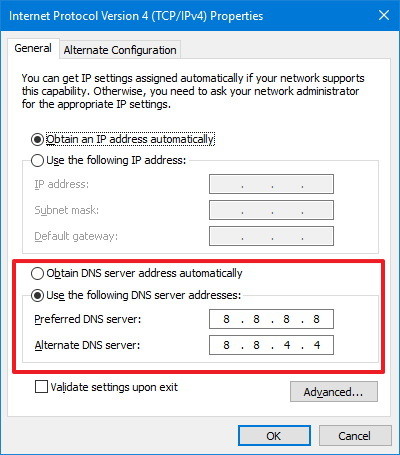 Internet Protocol Version 4 (TCP/IPv4) Properties
General Alternate Configuration
You can get IP settings assigned automatically if your network supports
this capability. Otherwise, you need to ask your network administrator
for the appropriate IP settings.
Obtain an IP address automatically
Use the following IP address:
IP address: . . .
Subnet mask: . . .
Default gateway: . . .
Obtain DNS server address automatically
Use the following DNS server addresses:
Preferred DNS server: 8 . 8 . 8 . 8
Alternate DNS server: 8 . 8 . 4 . 4
Validate settings upon exit
Advanced...
OK Cancel